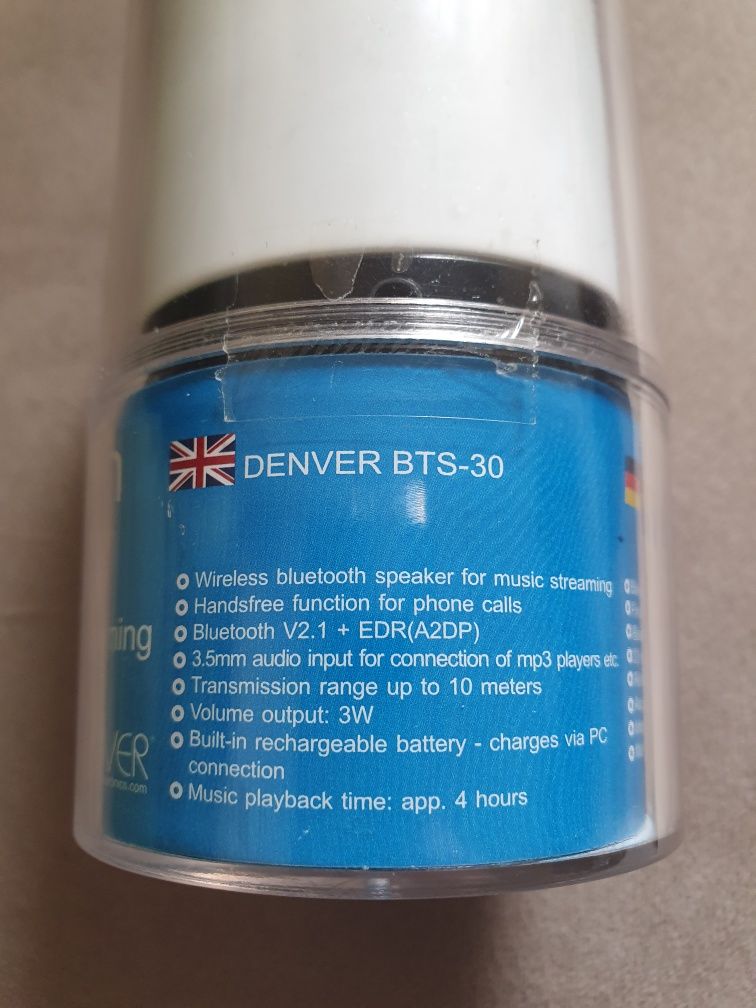 DENVER BTS-30
Wireless bluetooth speaker for music streaming
Handsfree function for phone calls
Bluetooth V2.1 + EDR(A2DP)
3.5mm audio input for connection of mp3 players etc.
Transmission range up to 10 meters
Volume output: 3W
Built-in rechargeable battery - charges via PC
connection
Music playback time: app. 4 hours